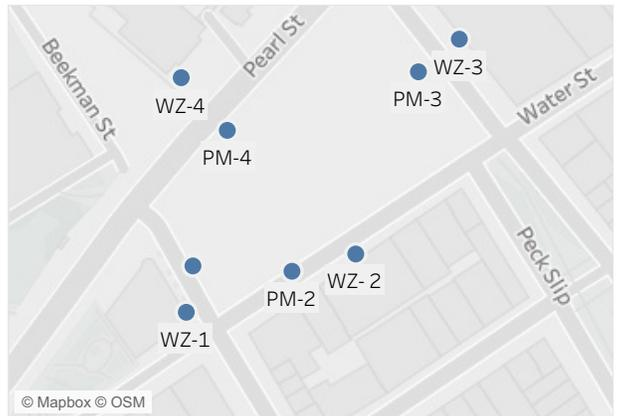 Pearl St
Beekman St
WZ-3
WZ-4
PM-3
Water St
PM-4
Peck Slip
WZ- 2
PM-2
WZ-1
© Mapbox © OSM